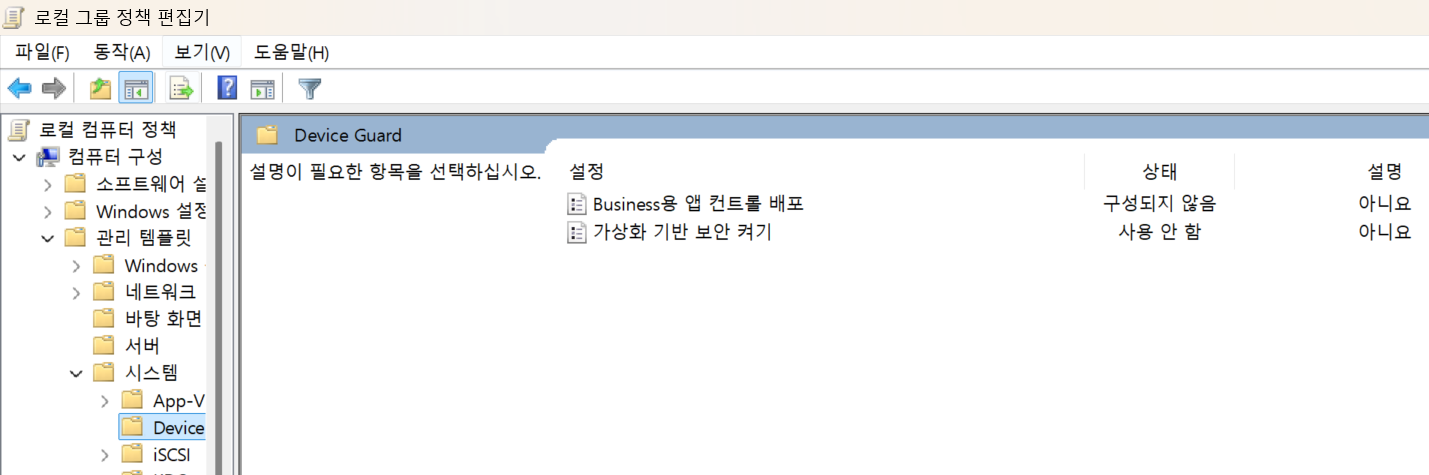 로컬 그룹 정책 편집기
파일(F) 동작(A) 보기(V) 도움말(H)
로컬 컴퓨터 정책
컴퓨터 구성
소프트웨어 설
Windows 설정
관리 템플릿
Windows
네트워크
바탕 화면
서버
시스템
App-V
Device
iSCSI
Device Guard
설명이 필요한 항목을 선택하십시오.
설정 상태 설명
Business용 앱 컨트롤 배포 구성되지 않음 아니요
가상화 기반 보안 켜기 사용 안 함 아니요